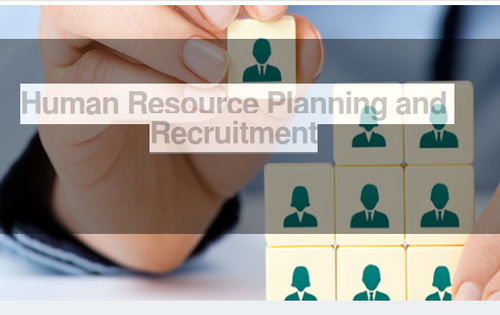 Human Resource Planning and
Recruitment